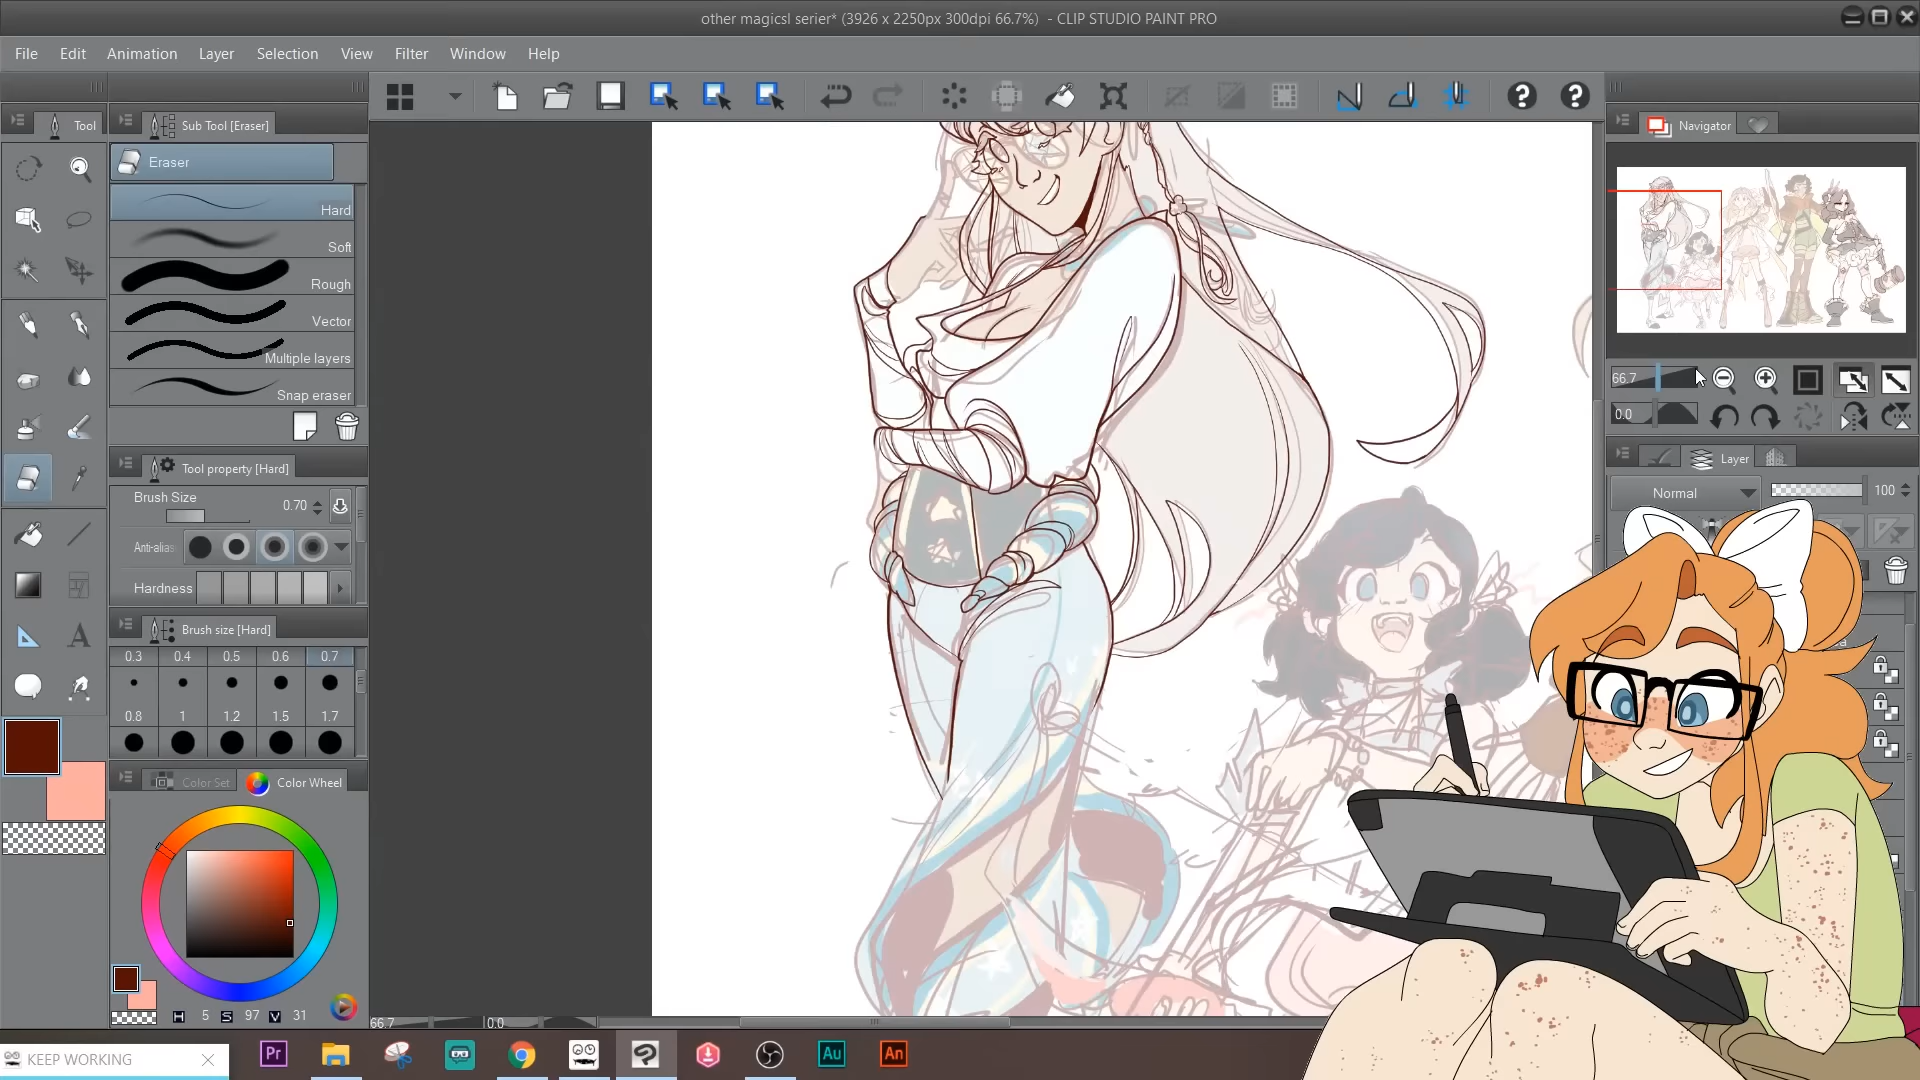 other magicsl serier* (3926 x 2250px 300dpi 66.7%) - CLIP STUDIO PAINT PRO
File Edit Animation Layer Selection View Filter Window Help
Tool
Sub Tool [Eraser]
Navigator
Eraser
Hard
Soft
Rough
Vector
Multiple layers
Snap eraser
66.7
0.0
Layer
Tool property [Hard]
Normal 100
Brush Size 0.70
Anti-alias
Hardness
Brush size [Hard]
0.3 0.4 0.5 0.6 0.7
0.8 1 1.2 1.5 1.7
Color Set Color Wheel
H 5 S 97 V 31
66.7 0.0
KEEP WORKING
Pr Au An